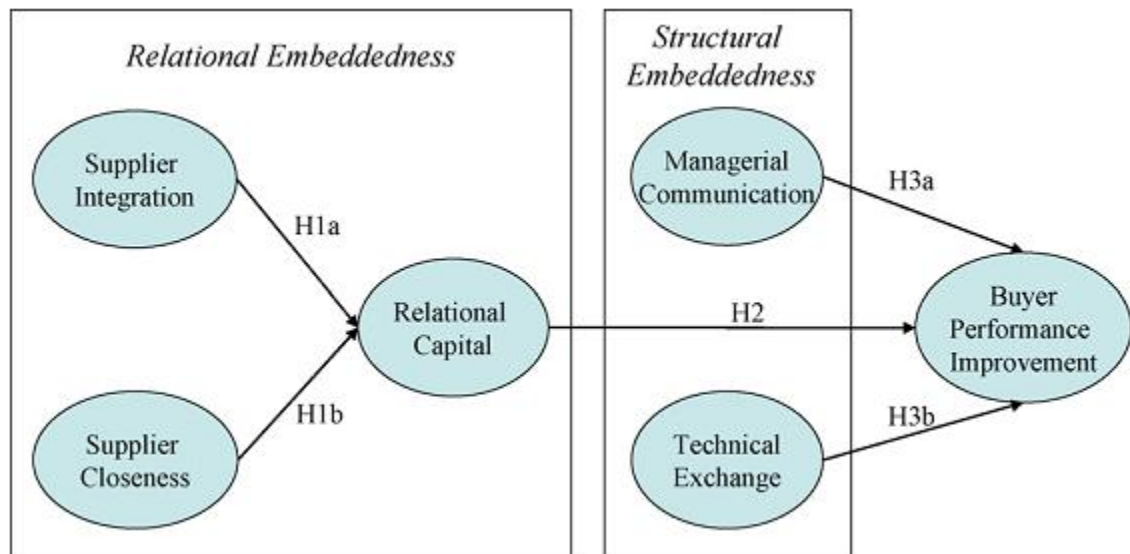 Relational Embeddedness
Supplier
Integration
H1a
Relational
Capital
H1b
Supplier
Closeness
Structural
Embeddedness
Managerial
Communication
H3a
H2
Buyer
Performance
Improvement
H3b
Technical
Exchange